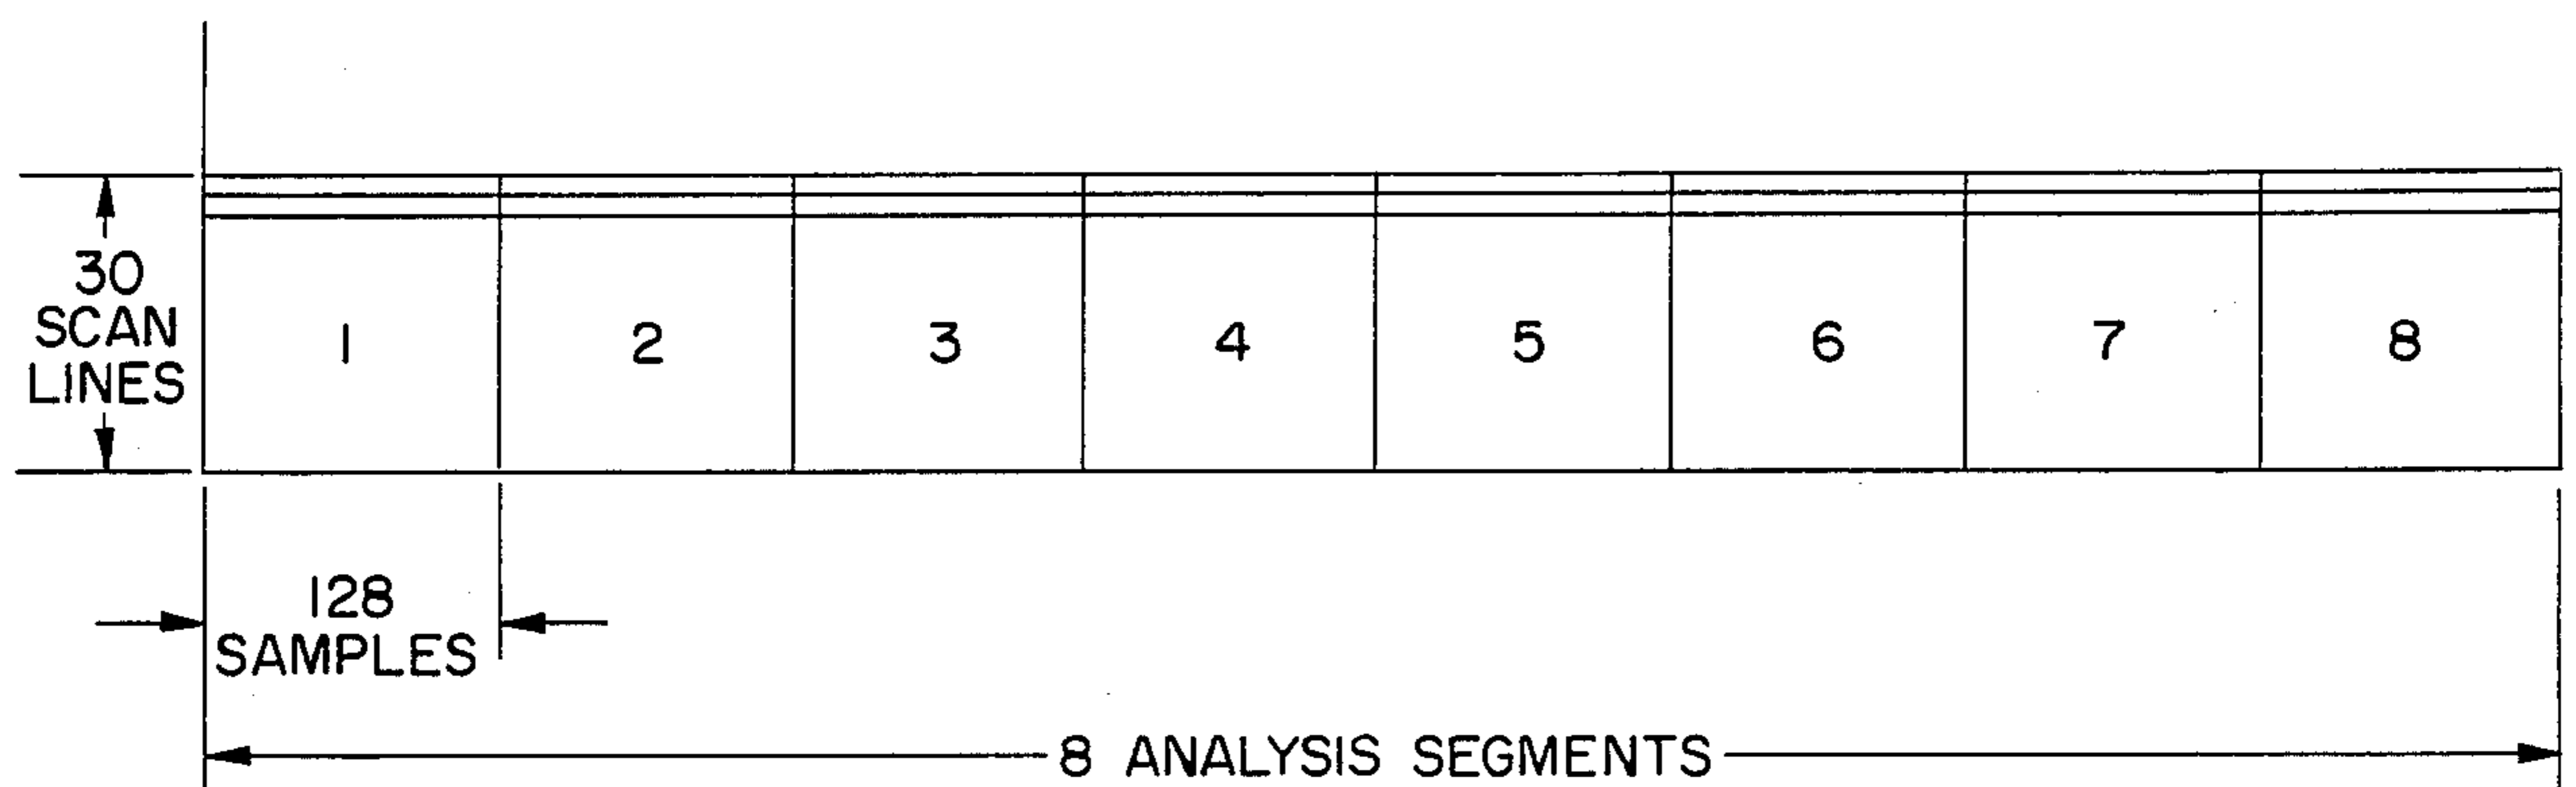 30
SCAN
LINES
1 2 3 4 5 6 7 8
128
SAMPLES
8 ANALYSIS SEGMENTS